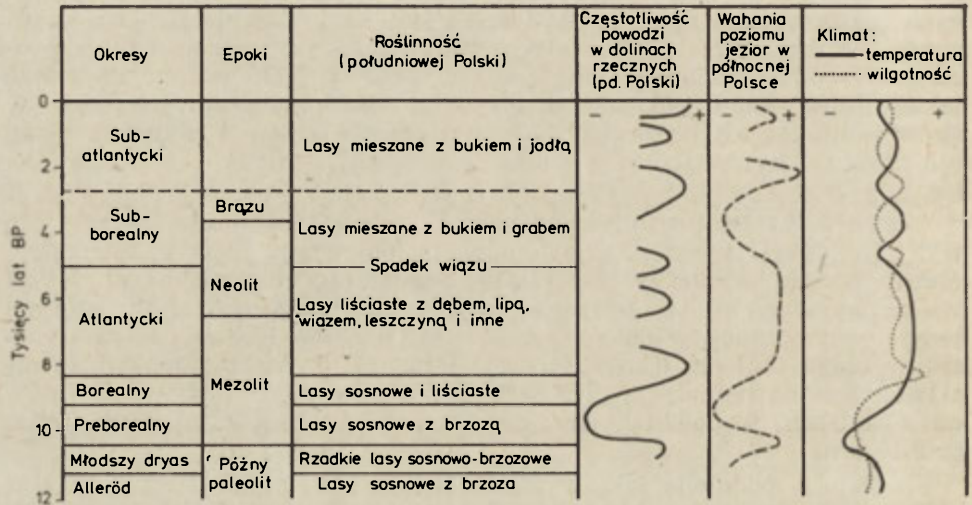 Okresy
Epoki
Roślinność
(południowej Polski)
Częstotliwość
powodzi
w dolinach
rzecznych
(pd. Polski)
Wahania
poziomu
jezior w
północnej
Polsce
Klimat:
temperatura
wilgotność
Tysięcy lat BP
0
2
4
6
8
10
12
- +
- +
- +
Sub-
atlantycki
Lasy mieszane z bukiem i jodłą
Sub-
borealny
Brązu
Lasy mieszane z bukiem i grabem
Spadek wiązu
Neolit
Atlantycki
Lasy liściaste z dębem, lipą,
wiazem, leszczyną i inne
Borealny
Mezolit
Lasy sosnowe i liściaste
Preborealny
Lasy sosnowe z brzozą
Młodszy dryas
Późny
paleolit
Rzadkie lasy sosnowo-brzozowe
Alleröd
Lasy sosnowe z brzoza